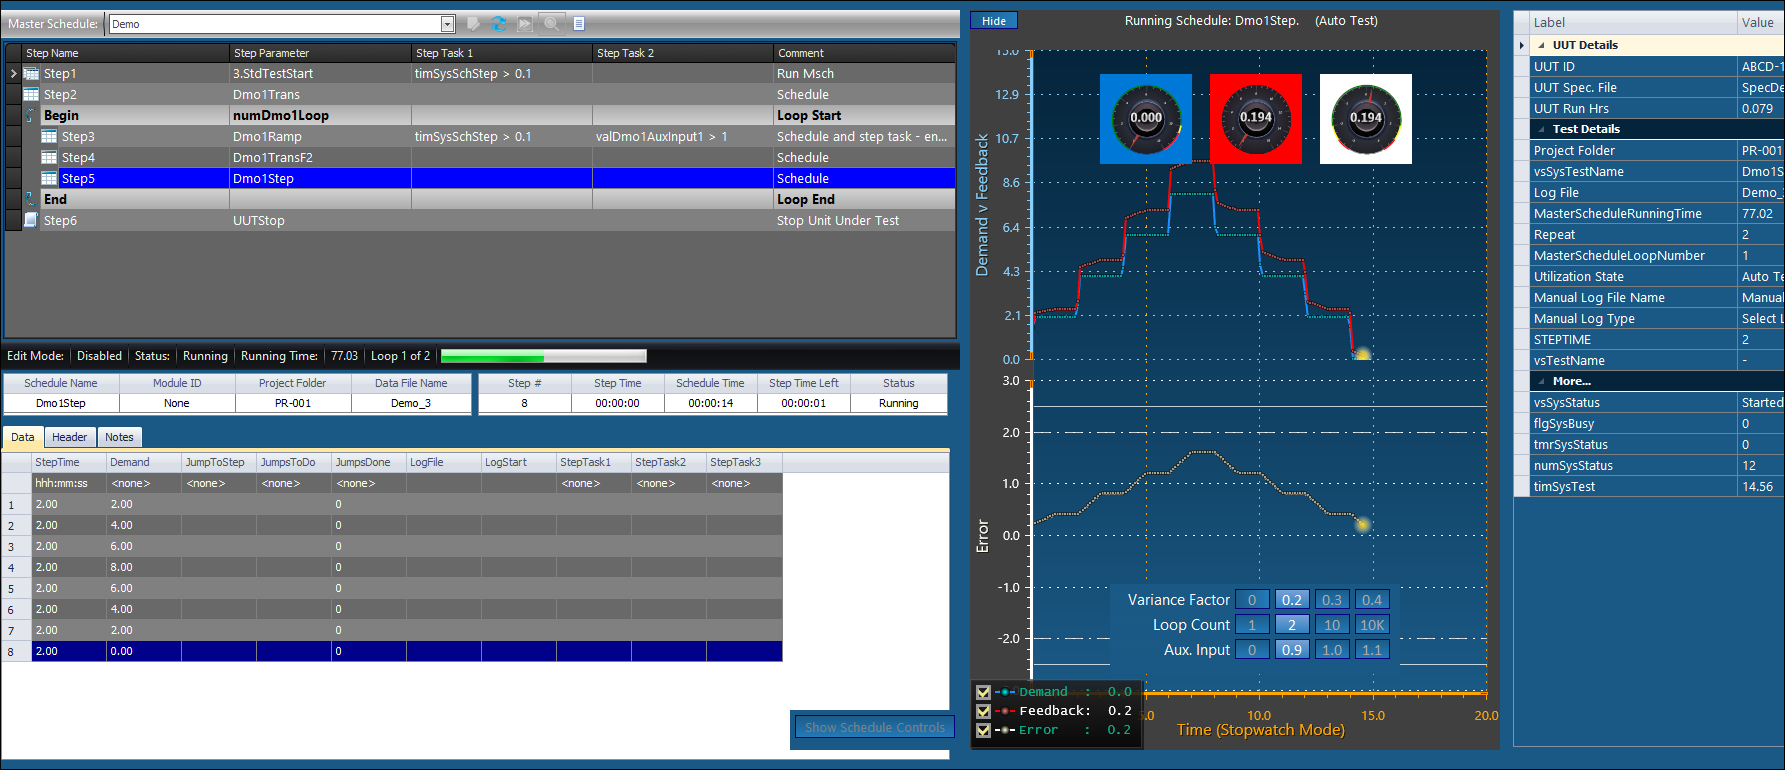 Master Schedule: Demo
Step Name Step Parameter Step Task 1 Step Task 2 Comment
Step1 3.StdTestStart timSysSchStep > 0.1 Run Msch
Step2 Dmo1Trans Schedule
Begin numDmo1Loop Loop Start
Step3 Dmo1Ramp timSysSchStep > 0.1 valDmo1AuxInput1 > 1 Schedule and step task - en...
Step4 Dmo1TransF2 Schedule
Step5 Dmo1Step Schedule
End Loop End
Step6 UUTStop Stop Unit Under Test
Edit Mode: Disabled Status: Running Running Time: 77.03 Loop 1 of 2
Schedule Name Module ID Project Folder Data File Name Step # Step Time Schedule Time Step Time Left Status
Dmo1Step None PR-001 Demo_3 8 00:00:00 00:00:14 00:00:01 Running
Data Header Notes
StepTime Demand JumpToStep JumpsToDo JumpsDone LogFile LogStart StepTask1 StepTask2 StepTask3
hhh:mm:ss <none> <none> <none> <none> <none> <none> <none>
1 2.00 2.00 0
2 2.00 4.00 0
3 2.00 6.00 0
4 2.00 8.00 0
5 2.00 6.00 0
6 2.00 4.00 0
7 2.00 2.00 0
8 2.00 0.00 0
Show Schedule Controls
Hide Running Schedule: Dmo1Step. (Auto Test)
15.0
12.9
10.7
8.6
6.4
4.3
2.1
0.0
Demand v Feedback
0.000 0.194 0.194
3.0
2.0
1.0
0.0
-1.0
-2.0
Error
Variance Factor 0 0.2 0.3 0.4
Loop Count 1 2 10 10K
Aux. Input 0 0.9 1.0 1.1
Demand : 0.0
Feedback: 0.2
Error : 0.2
5.0 10.0 15.0 20.0
Time (Stopwatch Mode)
Label Value
UUT Details
UUT ID ABCD-1
UUT Spec. File SpecDe
UUT Run Hrs 0.079
Test Details
Project Folder PR-001
vsSysTestName Dmo1S
Log File Demo_
MasterScheduleRunningTime 77.02
Repeat 2
MasterScheduleLoopNumber 1
Utilization State Auto Te
Manual Log File Name Manual
Manual Log Type Select L
STEPTIME 2
vsTestName -
More...
vsSysStatus Started
flgSysBusy 0
tmrSysStatus 0
numSysStatus 12
timSysTest 14.56